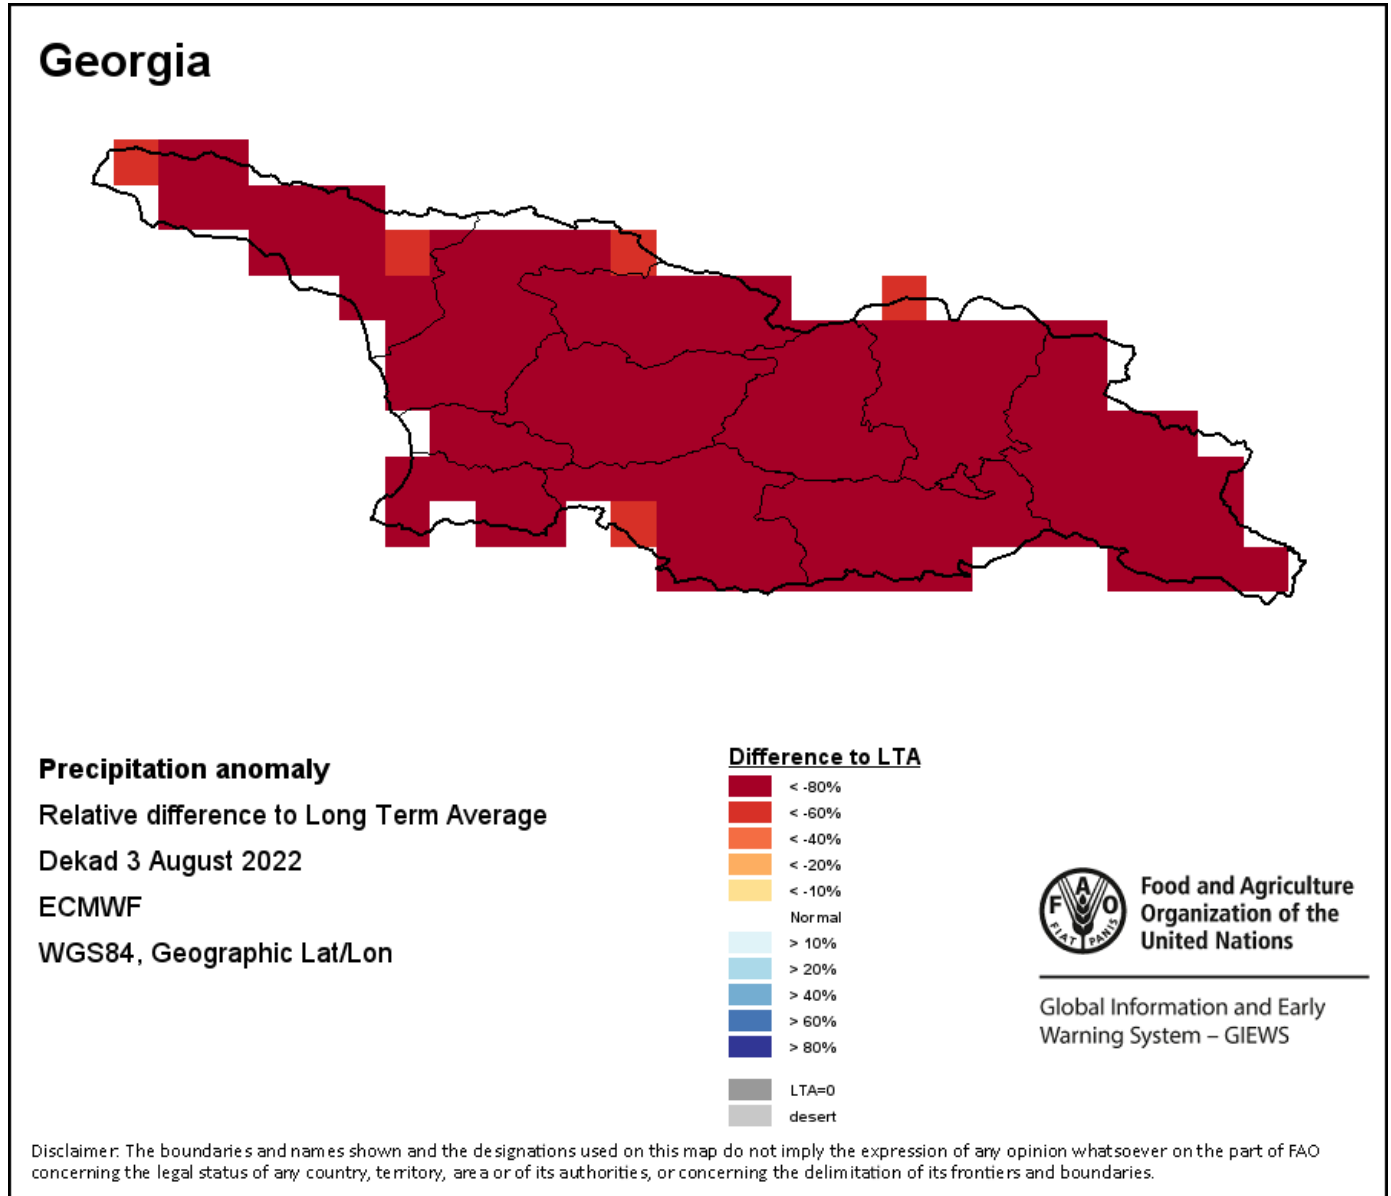 Georgia
Precipitation anomaly
Relative difference to Long Term Average
Dekad 3 August 2022
ECMWF
WGS84, Geographic Lat/Lon
Difference to LTA
< -80%
< -60%
< -40%
< -20%
< -10%
Normal
> 10%
> 20%
> 40%
> 60%
> 80%
LTA=0
desert
F A O
FIAT PANIS
Food and Agriculture
Organization of the
United Nations
Global Information and Early
Warning System – GIEWS
Disclaimer: The boundaries and names shown and the designations used on this map do not imply the expression of any opinion whatsoever on the part of FAO
concerning the legal status of any country, territory, area or of its authorities, or concerning the delimitation of its frontiers and boundaries.